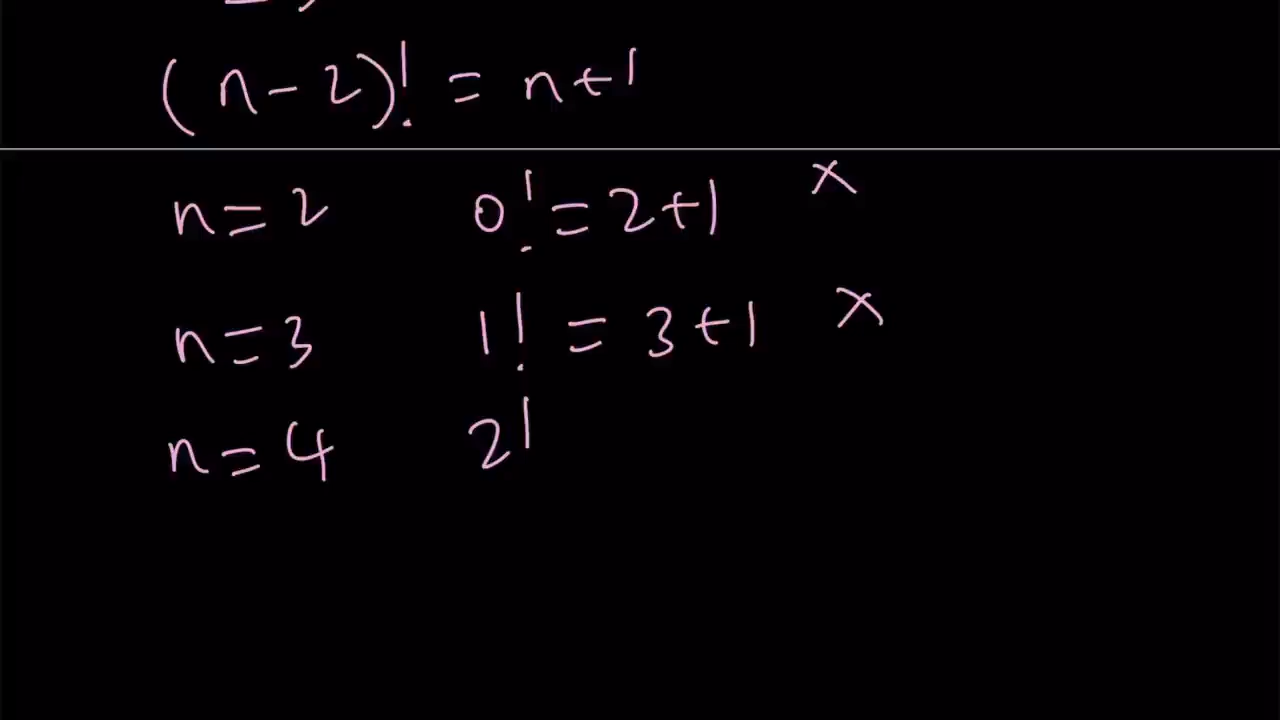 (n-2)! = n+1
n=2 0! = 2+1 x
n=3 1! = 3+1 x
n=4 2!